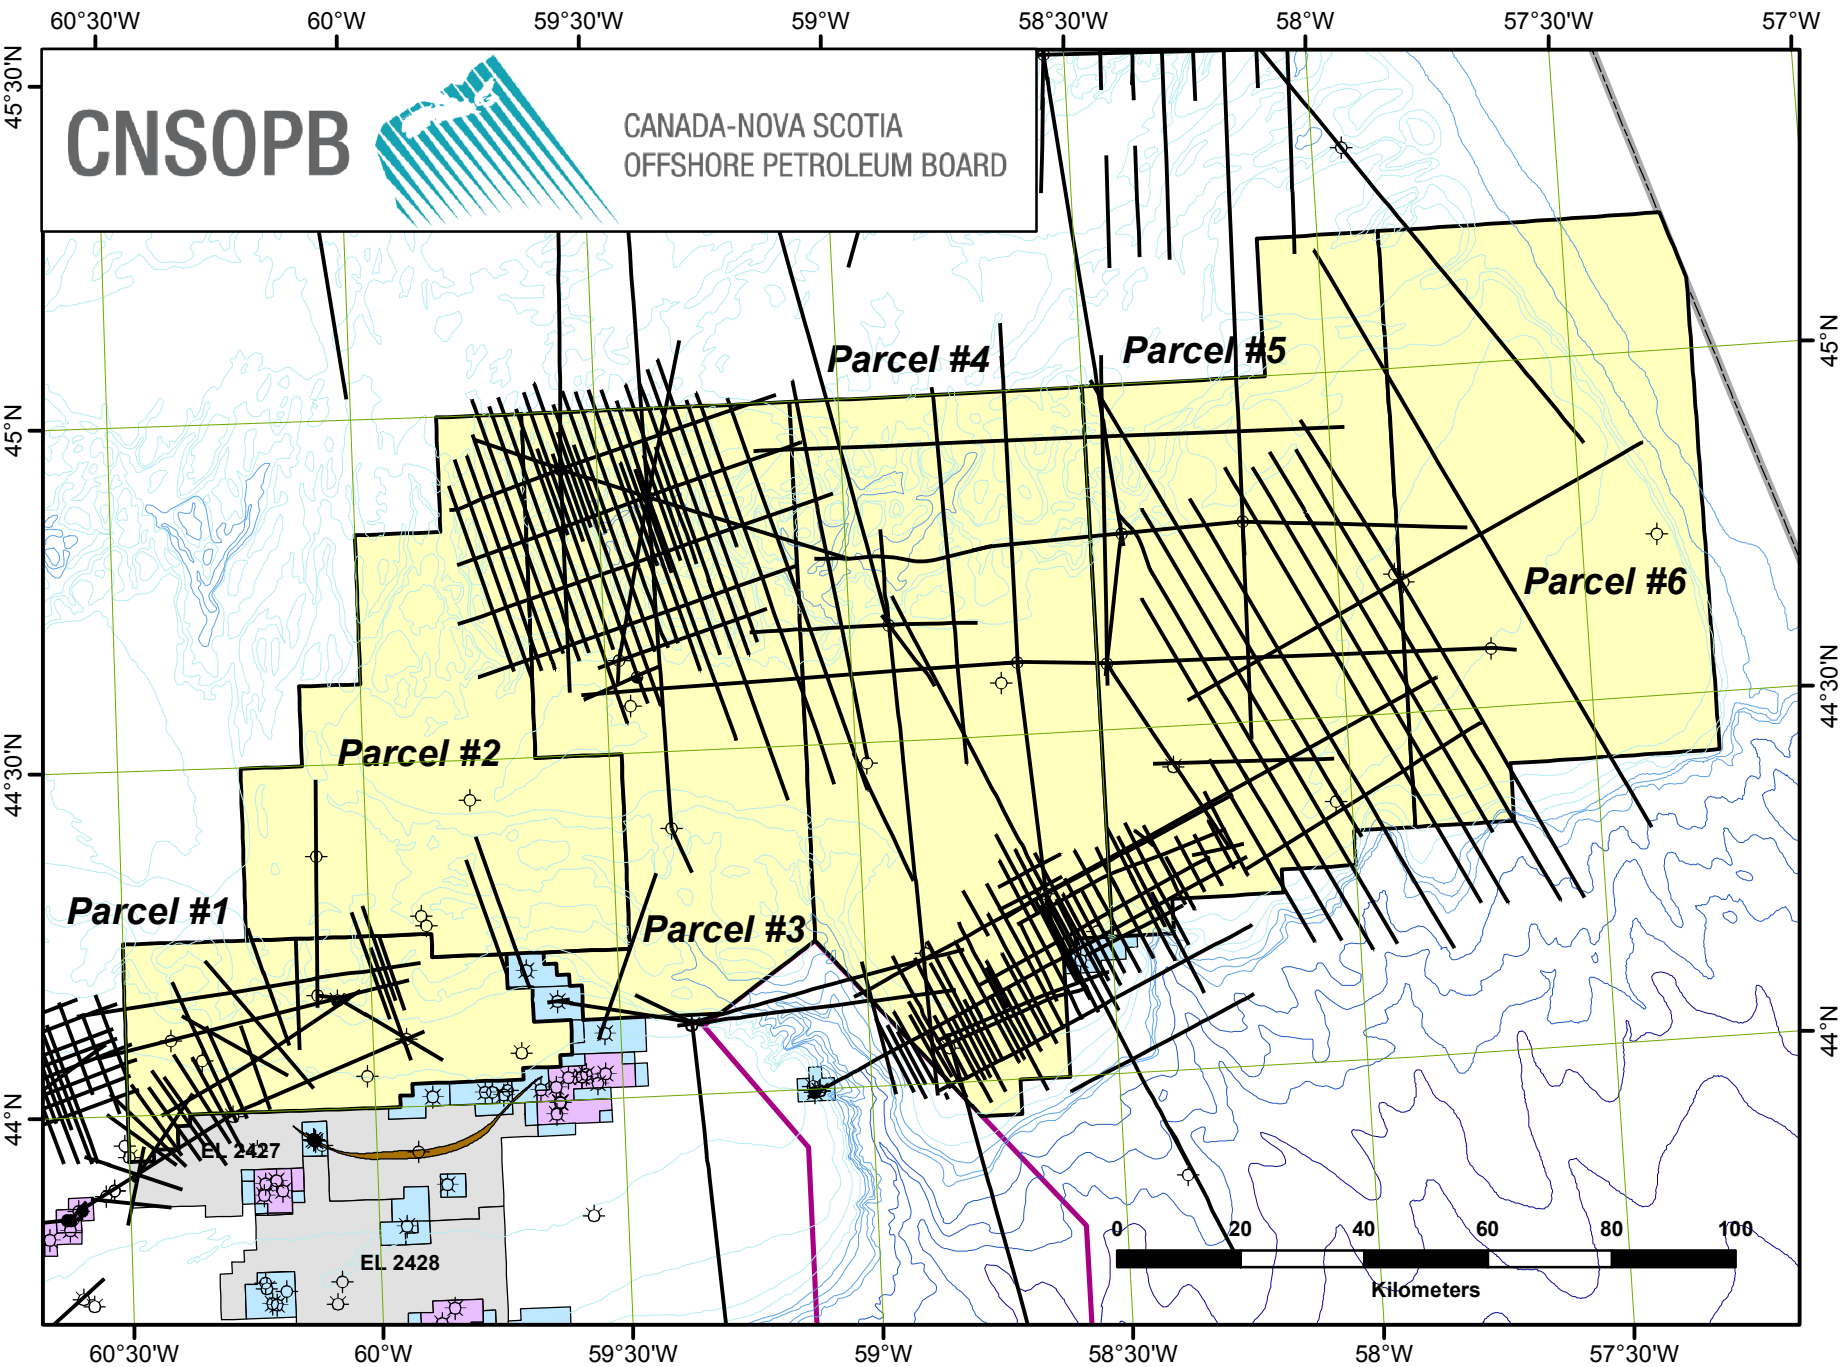 60°30'W 60°W 59°30'W 59°W 58°30'W 58°W 57°30'W 57°W
45°30'N
CNSOPB
CANADA-NOVA SCOTIA
OFFSHORE PETROLEUM BOARD
45°N
45°N
Parcel #4
Parcel #5
Parcel #6
44°30'N
44°30'N
Parcel #2
Parcel #1
Parcel #3
44°N
44°N
EL 2427
EL 2428
0 20 40 60 80 100
Kilometers
60°30'W 60°W 59°30'W 59°W 58°30'W 58°W 57°30'W